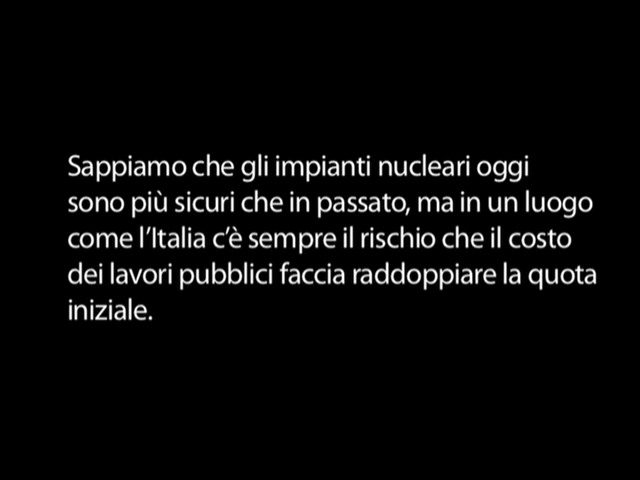 Sappiamo che gli impianti nucleari oggi
sono più sicuri che in passato, ma in un luogo
come l'Italia c'è sempre il rischio che il costo
dei lavori pubblici faccia raddoppiare la quota
iniziale.